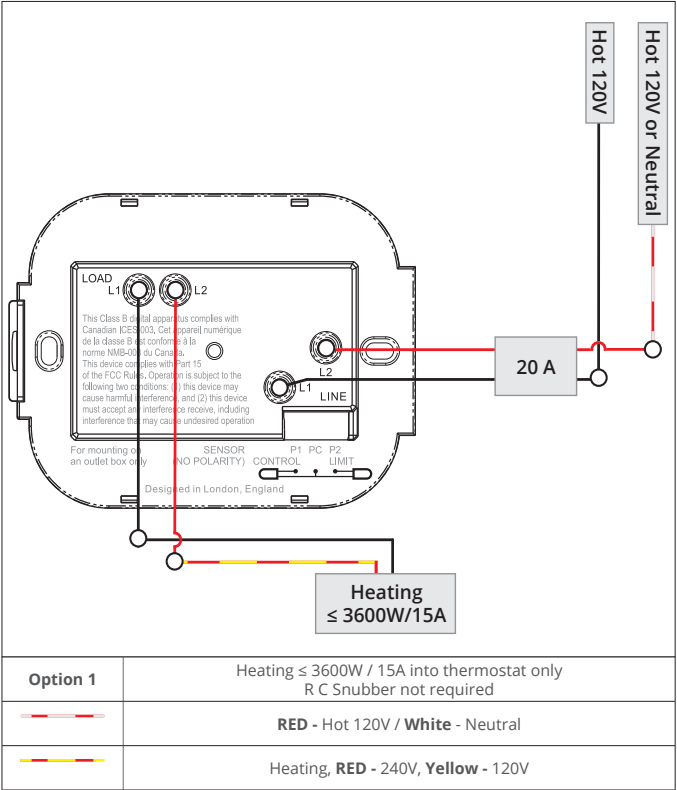 Hot 120V
Hot 120V or Neutral
LOAD
L1
L2
This Class B digital apparatus complies with
Canadian ICES-003, Cet appareil numérique
de la classe B est conforme à la
norme NMB-003 du Canada.
This device complies with Part 15
of the FCC Rules. Operation is subject to the
following two conditions: (1) this device may
cause harmful interference, and (2) this device
must accept any interference receive, including
interference that may cause undesired operation
L2
L1
LINE
20 A
For mounting on
an outlet box only
SENSOR
(NO POLARITY)
P1 PC P2
CONTROL
LIMIT
Designed in London, England
Heating
≤ 3600W/15A
Option 1
Heating ≤ 3600W / 15A into thermostat only
R C Snubber not required
RED - Hot 120V / White - Neutral
Heating, RED - 240V, Yellow - 120V